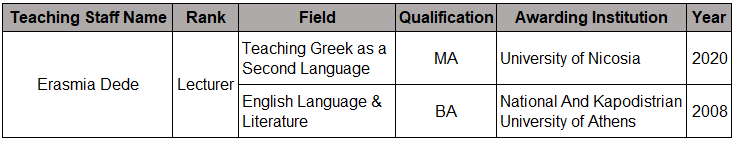 Teaching Staff Name Rank Field Qualification Awarding Institution Year
Erasmia Dede Lecturer
Teaching Greek as a
Second Language
MA
University of Nicosia
2020
English Language &
Literature
BA
National And Kapodistrian
University of Athens
2008